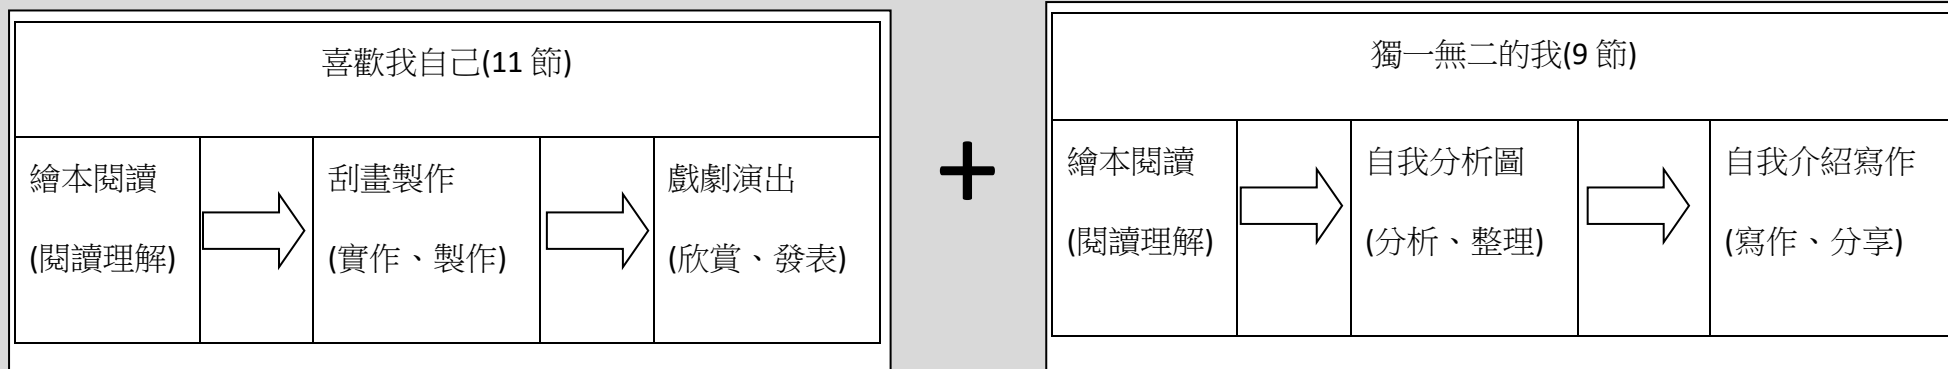 喜歡我自己(11 節)
繪本閱讀
(閱讀理解)
刮畫製作
(實作、製作)
戲劇演出
(欣賞、發表)
+
獨一無二的我(9 節)
繪本閱讀
(閱讀理解)
自我分析圖
(分析、整理)
自我介紹寫作
(寫作、分享)